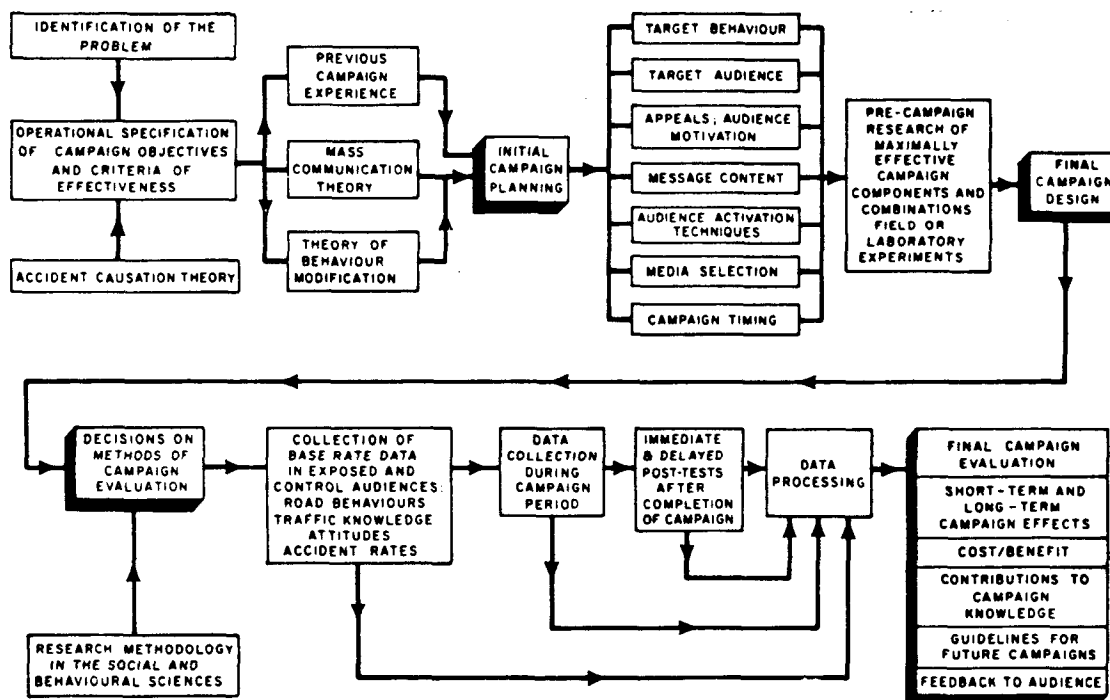 IDENTIFICATION OF THE
PROBLEM
OPERATIONAL SPECIFICATION
OF CAMPAIGN OBJECTIVES
AND CRITERIA OF
EFFECTIVENESS
ACCIDENT CAUSATION THEORY
PREVIOUS
CAMPAIGN
EXPERIENCE
MASS
COMMUNICATION
THEORY
THEORY OF
BEHAVIOUR
MODIFICATION
INITIAL
CAMPAIGN
PLANNING
TARGET BEHAVIOUR
TARGET AUDIENCE
APPEALS; AUDIENCE
MOTIVATION
MESSAGE CONTENT
AUDIENCE ACTIVATION
TECHNIQUES
MEDIA SELECTION
CAMPAIGN TIMING
PRE-CAMPAIGN
RESEARCH OF
MAXIMALLY
EFFECTIVE
CAMPAIGN
COMPONENTS AND
COMBINATIONS
FIELD OR
LABORATORY
EXPERIMENTS
FINAL
CAMPAIGN
DESIGN
DECISIONS ON
METHODS OF
CAMPAIGN
EVALUATION
RESEARCH METHODOLOGY
IN THE SOCIAL AND
BEHAVIOURAL SCIENCES
COLLECTION OF
BASE RATE DATA
IN EXPOSED AND
CONTROL AUDIENCES:
ROAD BEHAVIOURS
TRAFFIC KNOWLEDGE
ATTITUDES
ACCIDENT RATES
DATA
COLLECTION
DURING
CAMPAIGN
PERIOD
IMMEDIATE
& DELAYED
POST-TESTS
AFTER
COMPLETION
OF CAMPAIGN
DATA
PROCESSING
FINAL CAMPAIGN
EVALUATION
SHORT-TERM AND
LONG-TERM
CAMPAIGN EFFECTS
COST/BENEFIT
CONTRIBUTIONS TO
CAMPAIGN
KNOWLEDGE
GUIDELINES FOR
FUTURE CAMPAIGNS
FEEDBACK TO AUDIENCE